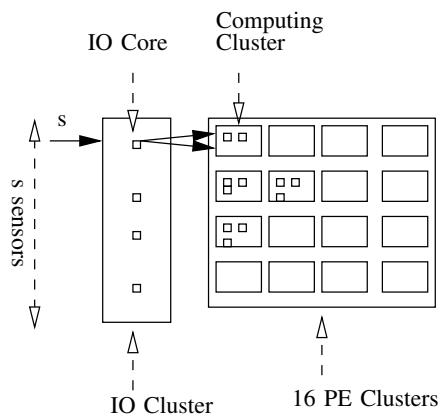 IO Core
Computing
Cluster
s
s sensors
IO Cluster
16 PE Clusters